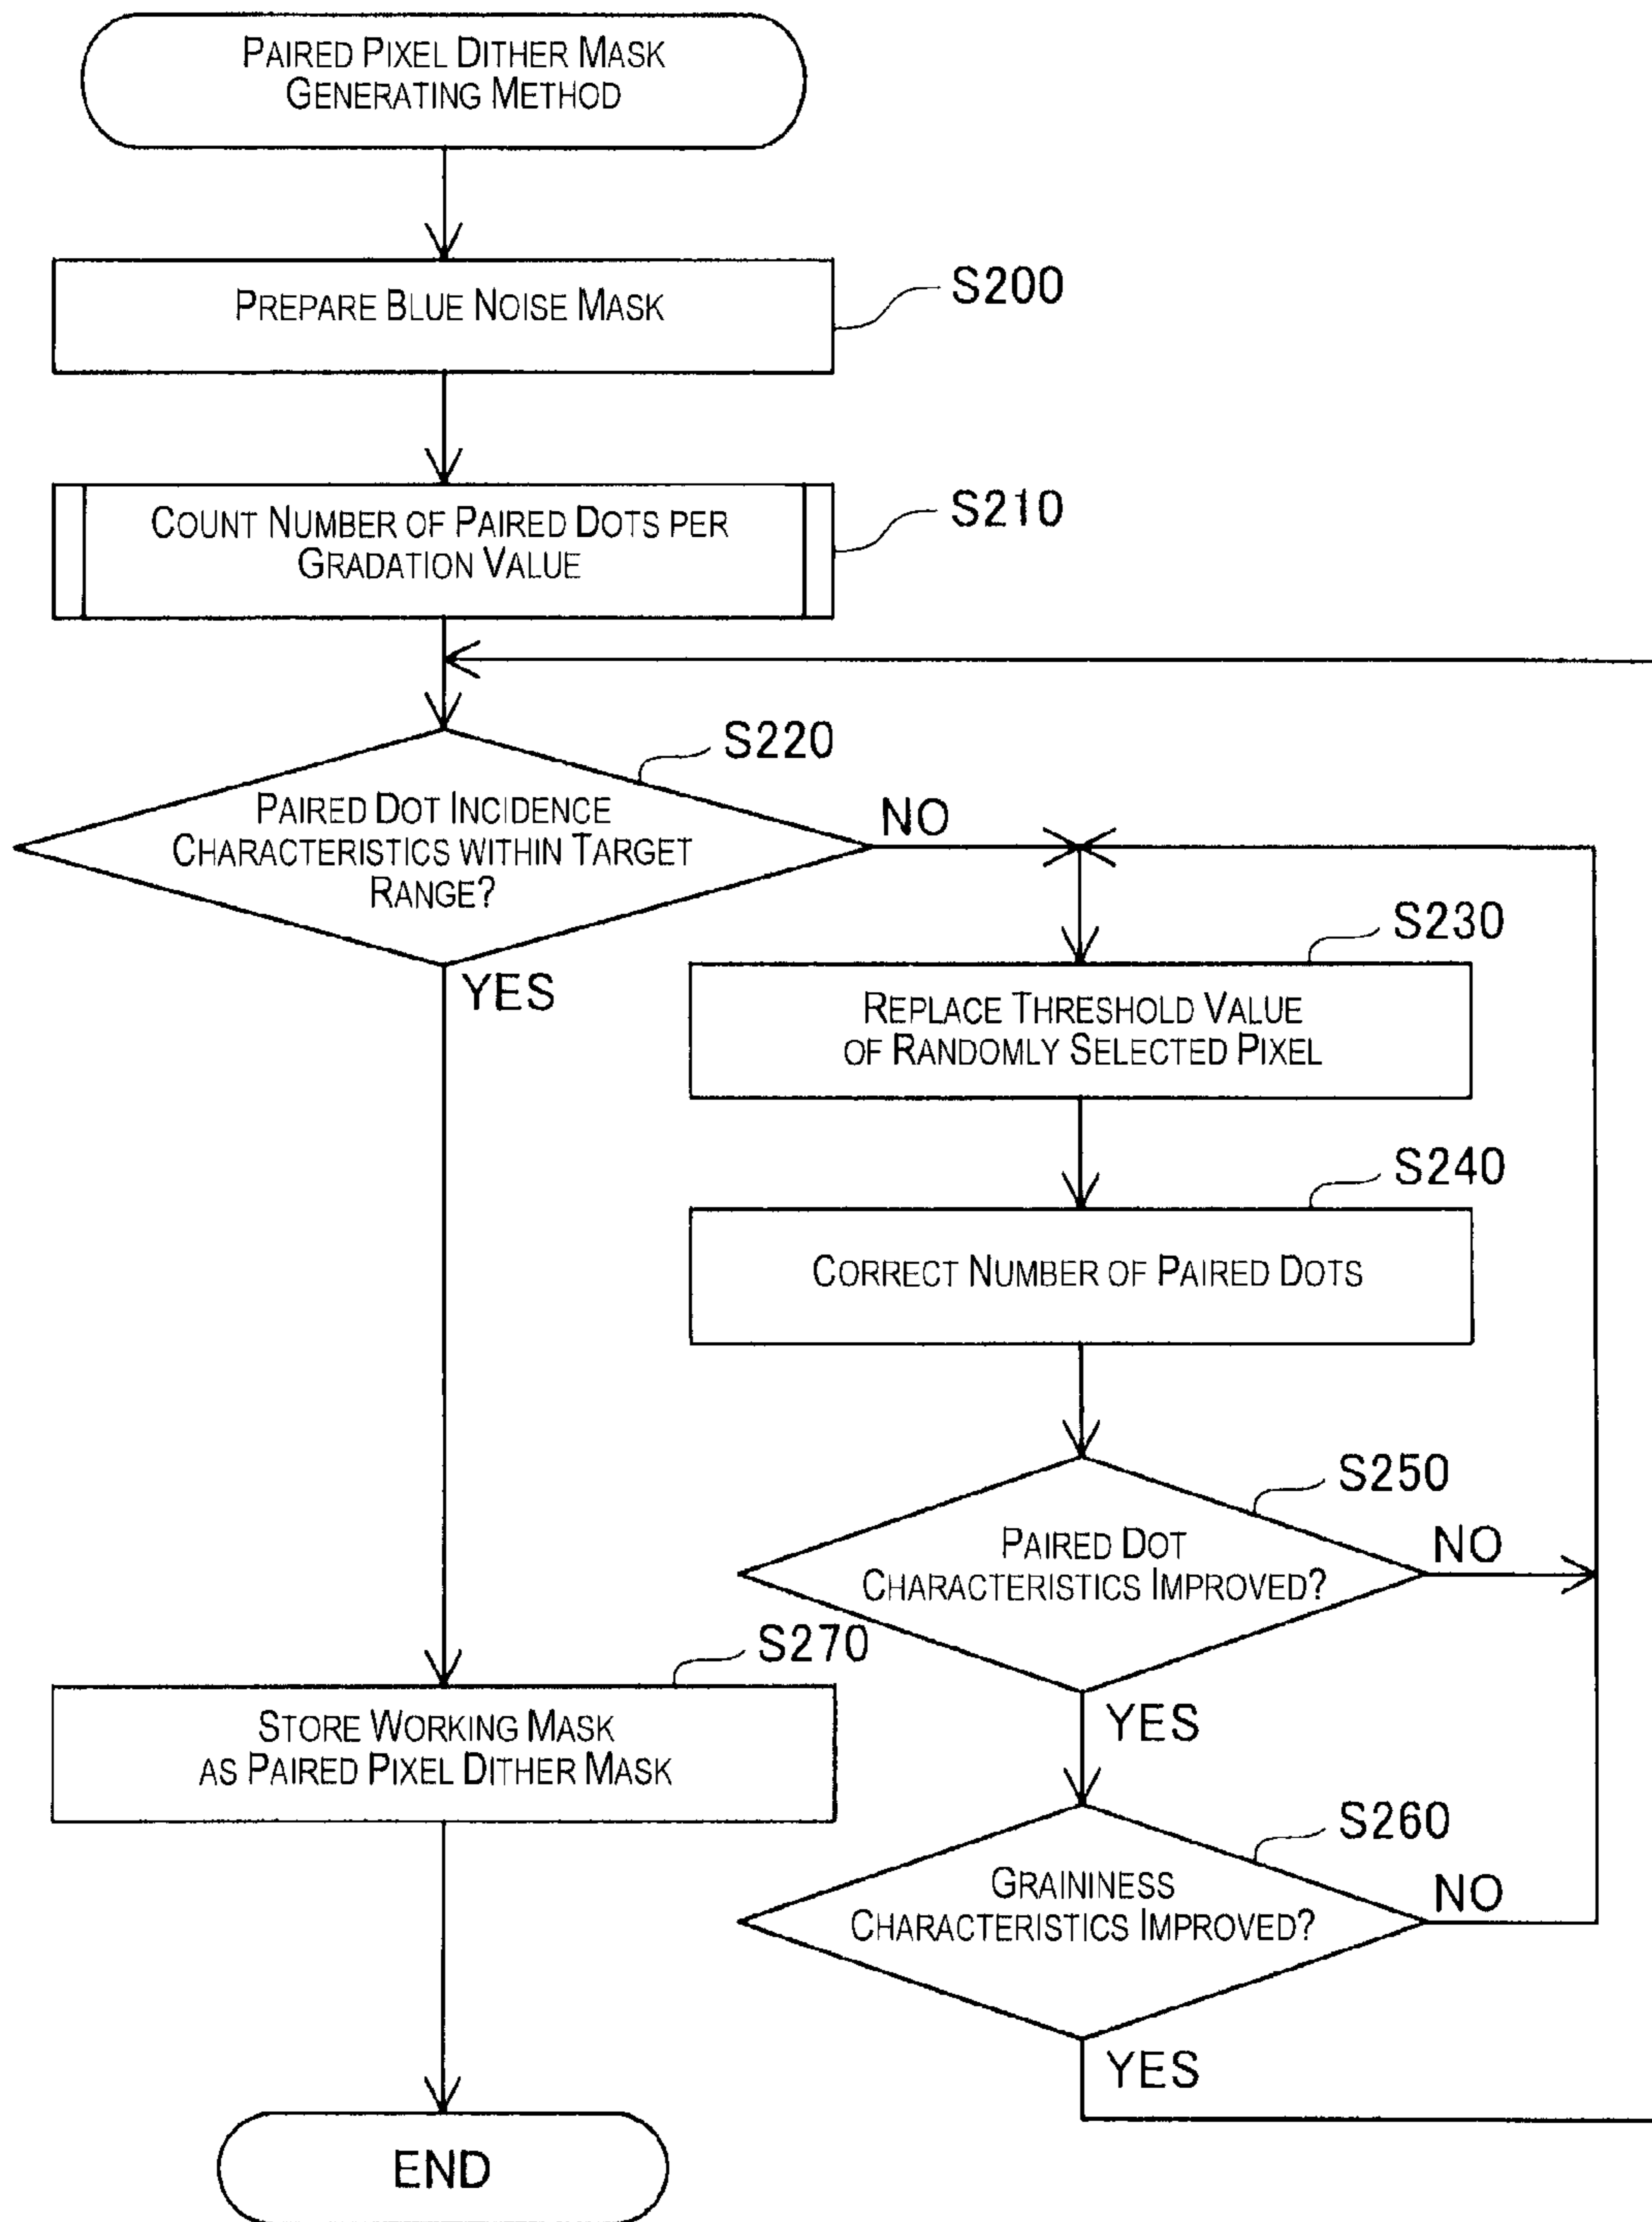 PAIRED PIXEL DITHER MASK
GENERATING METHOD
PREPARE BLUE NOISE MASK
S200
COUNT NUMBER OF PAIRED DOTS PER
GRADATION VALUE
S210
S220
PAIRED DOT INCIDENCE
CHARACTERISTICS WITHIN TARGET
RANGE?
NO
YES
S230
REPLACE THRESHOLD VALUE
OF RANDOMLY SELECTED PIXEL
S240
CORRECT NUMBER OF PAIRED DOTS
S250
PAIRED DOT
CHARACTERISTICS IMPROVED?
NO
YES
S260
GRAININESS
CHARACTERISTICS IMPROVED?
NO
YES
S270
STORE WORKING MASK
AS PAIRED PIXEL DITHER MASK
END